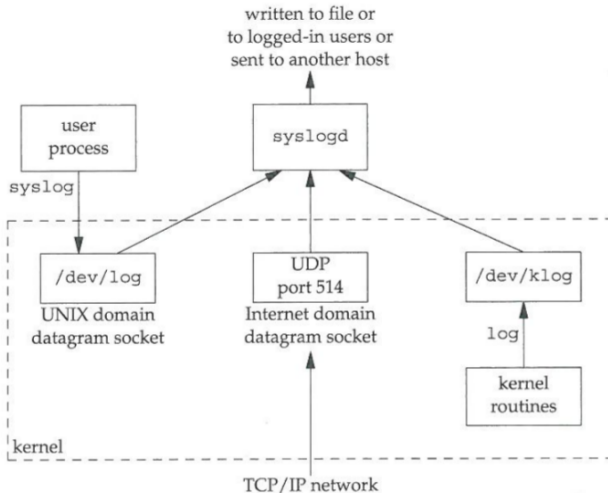 written to file or
to logged-in users or
sent to another host
user
process
syslogd
syslog
/dev/log
UNIX domain
datagram socket
UDP
port 514
Internet domain
datagram socket
/dev/klog
log
kernel
routines
kernel
TCP/IP network